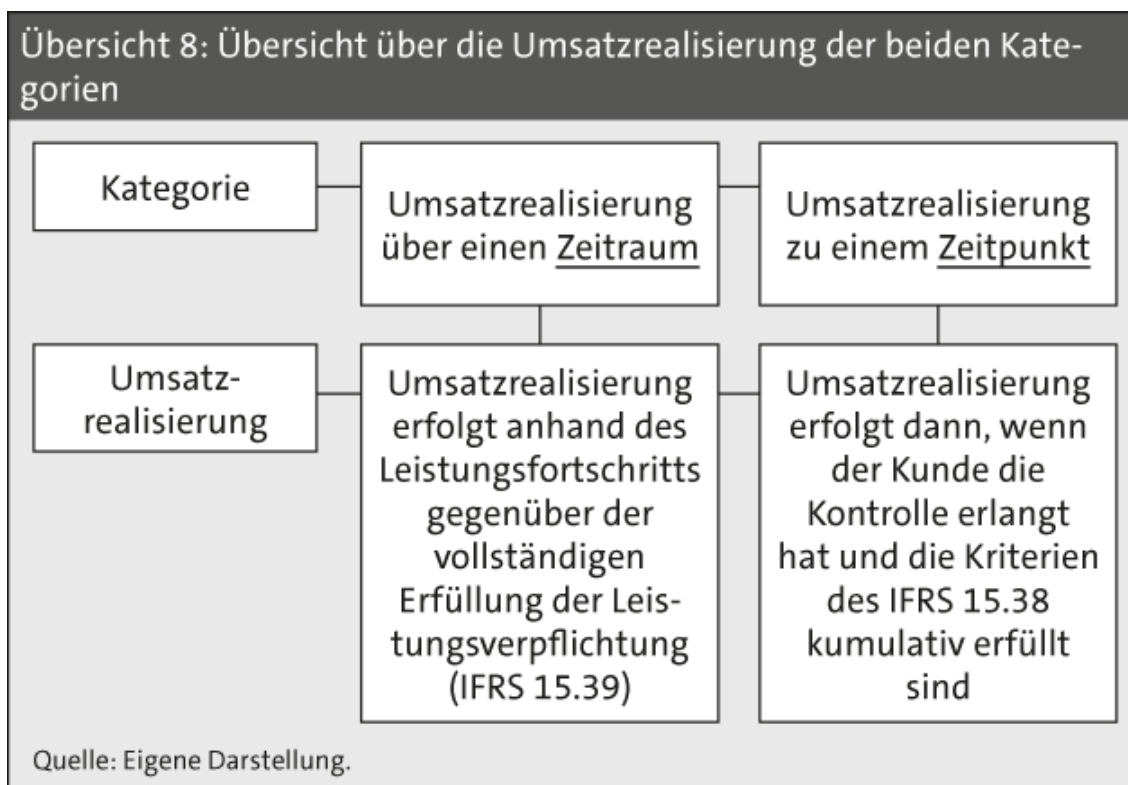 Übersicht 8: Übersicht über die Umsatzrealisierung der beiden Kate-
gorien
Kategorie
Umsatzrealisierung
über einen Zeitraum
Umsatzrealisierung
zu einem Zeitpunkt
Umsatz-
realisierung
Umsatzrealisierung
erfolgt anhand des
Leistungsfortschritts
gegenüber der
vollständigen
Erfüllung der Leis-
tungsverpflichtung
(IFRS 15.39)
Umsatzrealisierung
erfolgt dann, wenn
der Kunde die
Kontrolle erlangt
hat und die Kriterien
des IFRS 15.38
kumulativ erfüllt
sind
Quelle: Eigene Darstellung.